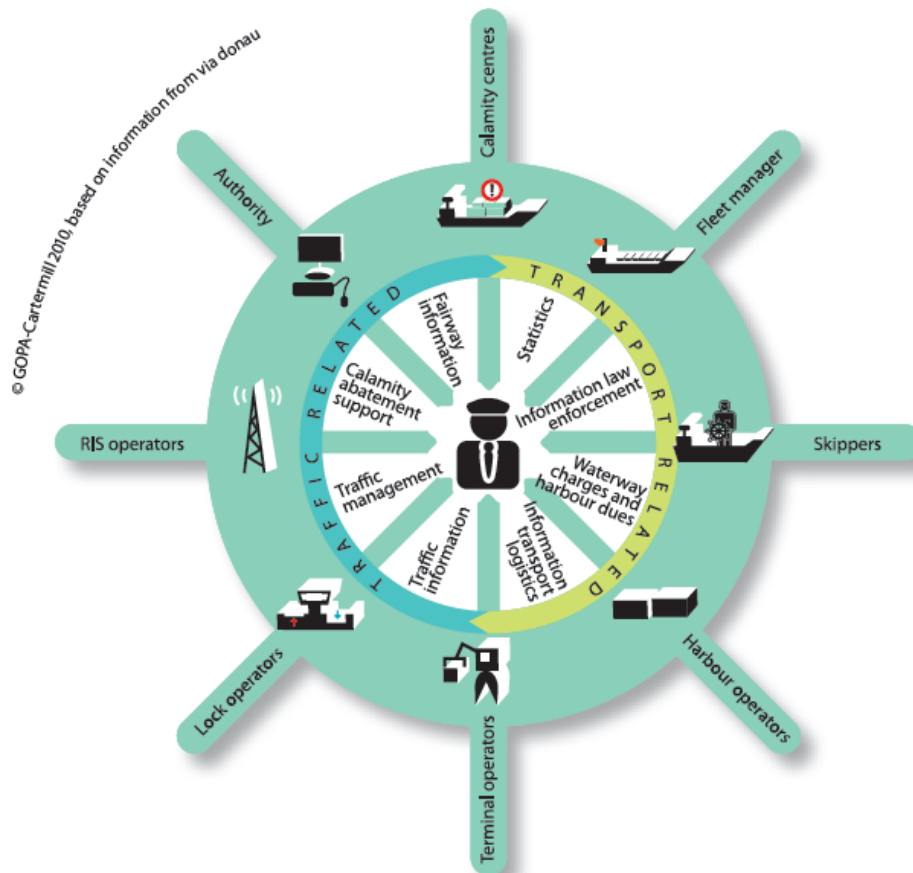 © GOPA-Cartermill 2010, based on information from via donau
Calamity centres
Fleet manager
Skippers
Harbour operators
Terminal operators
Lock operators
RIS operators
Authority
TRAFFIC RELATED
TRANSPORT RELATED
Fairway
information
Statistics
Information law
enforcement
Waterway
charges and
harbour dues
Information
transport
logistics
Traffic
information
Traffic
management
Calamity
abatement
support